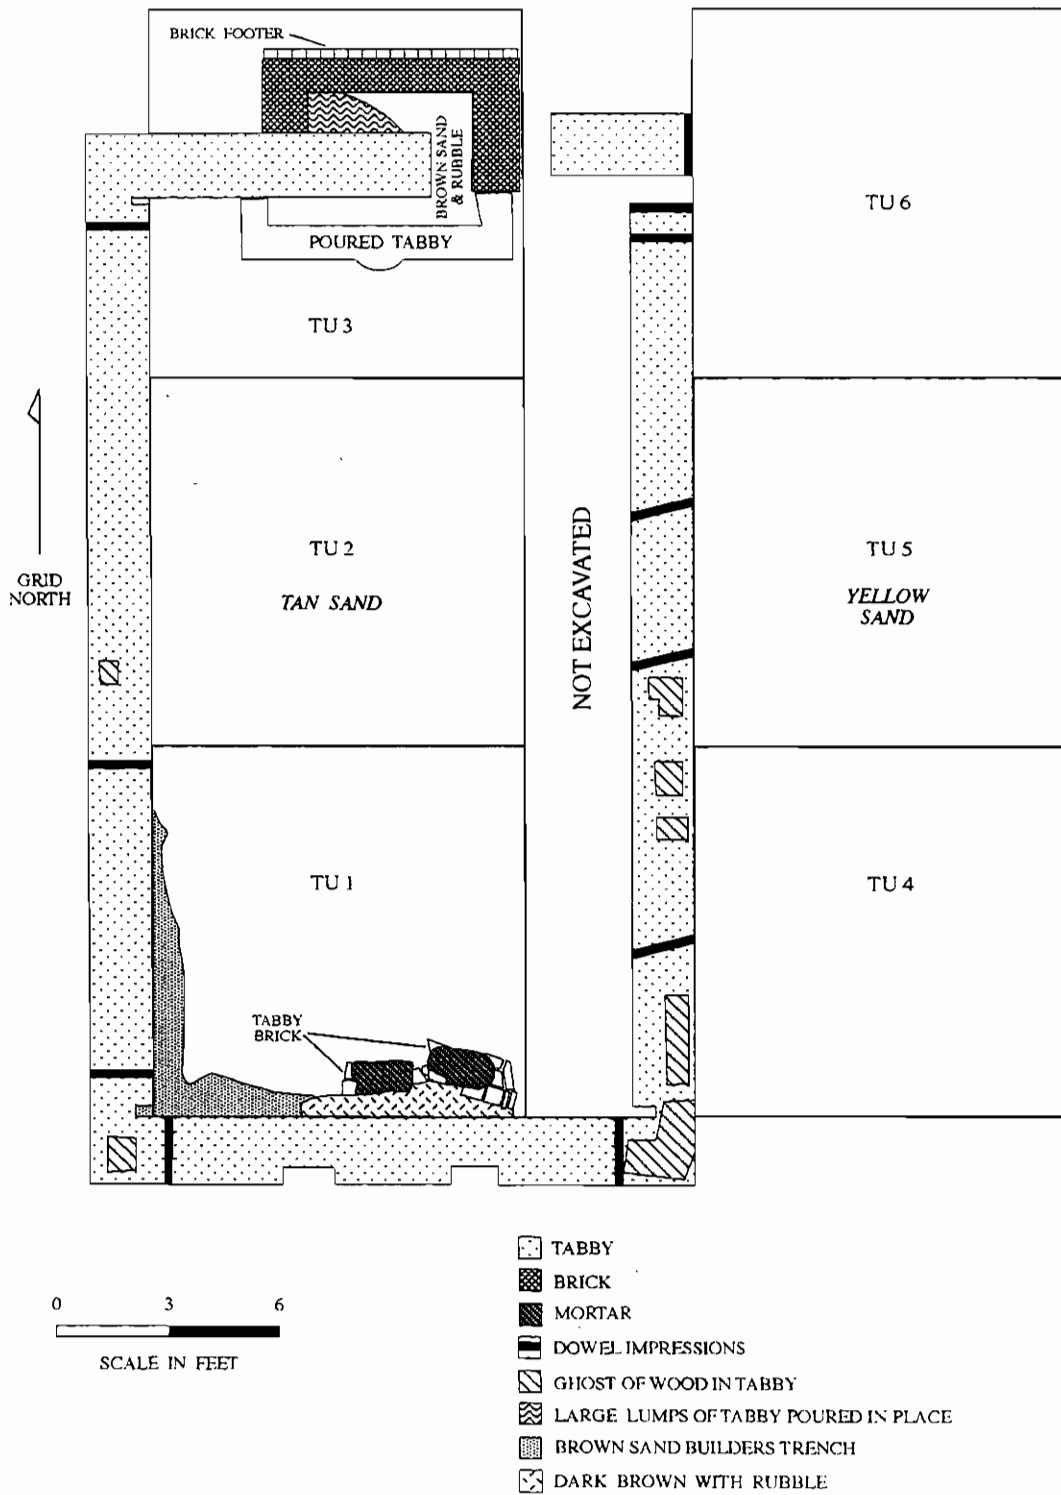 BRICK FOOTER
BROWN SAND
& RUBBLE
POURED TABBY
TU 3
TU 6
GRID
NORTH
TU 2
TAN SAND
NOT EXCAVATED
TU 5
YELLOW
SAND
TU 1
TU 4
TABBY
BRICK
0 3 6
SCALE IN FEET
TABBY
BRICK
MORTAR
DOWEL IMPRESSIONS
GHOST OF WOOD IN TABBY
LARGE LUMPS OF TABBY POURED IN PLACE
BROWN SAND BUILDERS TRENCH
DARK BROWN WITH RUBBLE